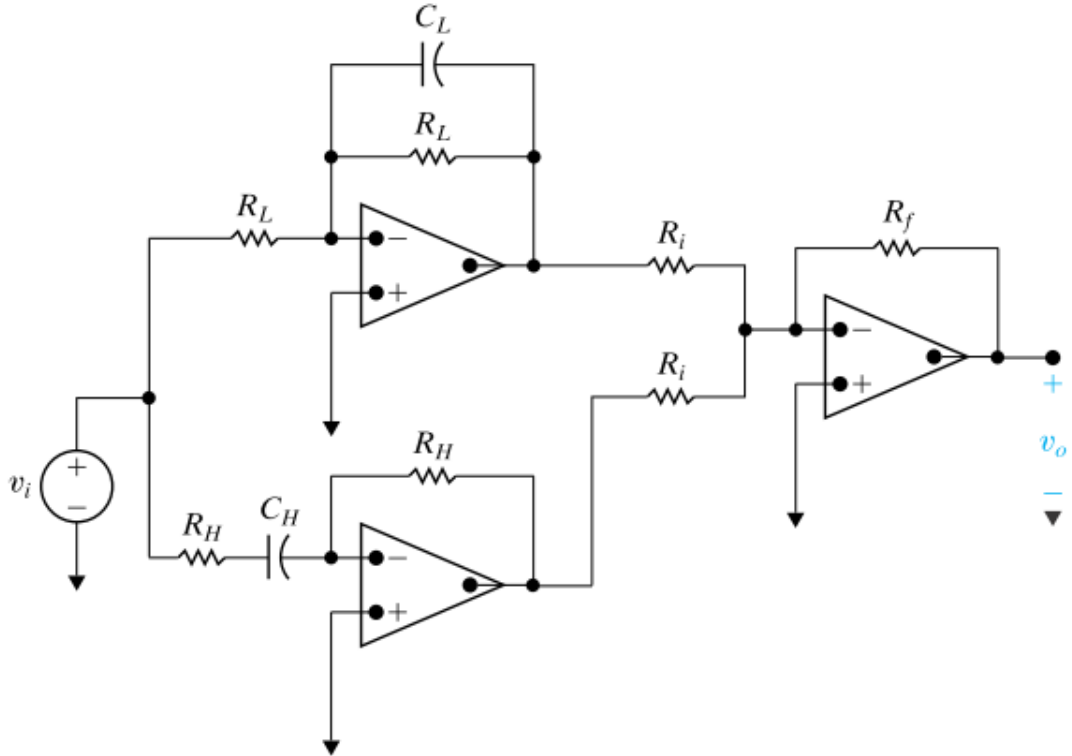 C_L
R_L
R_L
−
+
R_i
R_f
−
+
R_i
+
v_o
−
v_i
+
−
R_H
R_H
C_H
−
+